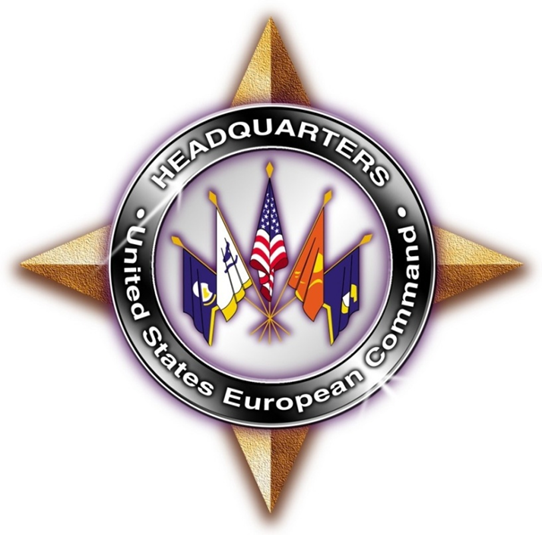 HEADQUARTERS
United States European Command